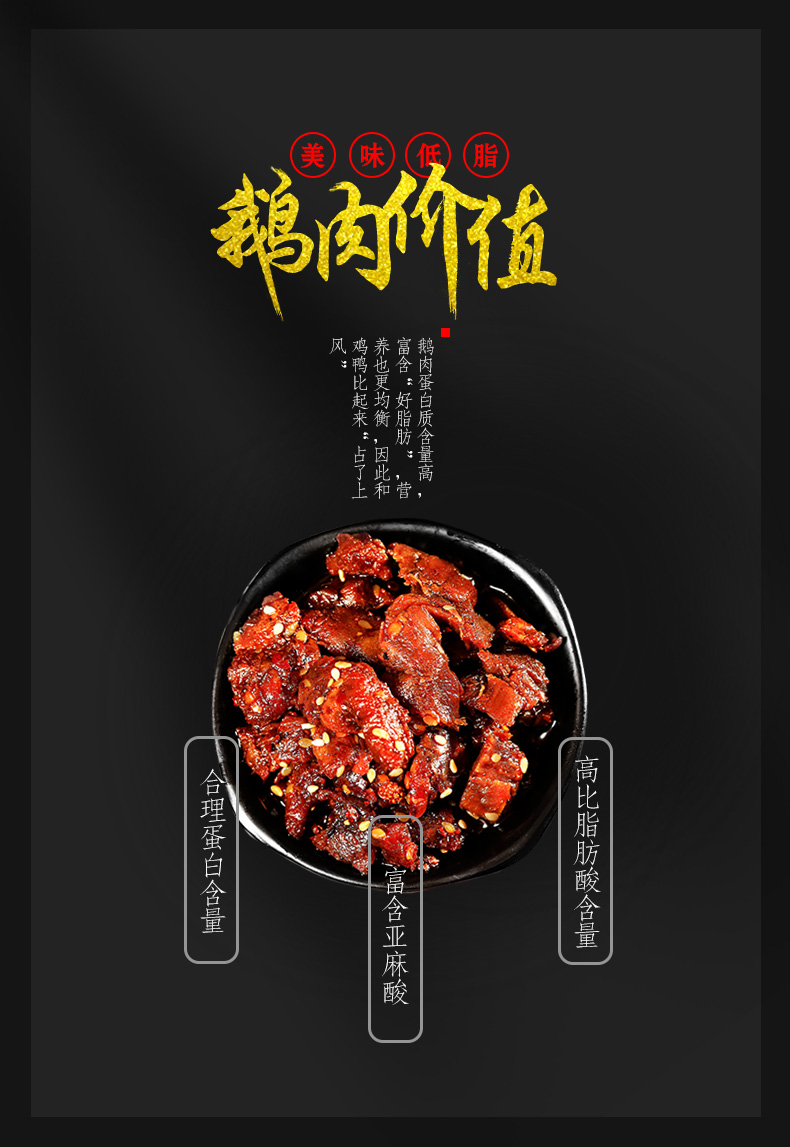 美味低脂
鹅肉价值
鹅肉蛋白质含量高，
富含“好脂肪”，营
养也更均衡，因此和
鸡鸭比起来“占了上
风”
合理蛋白含量
富含亚麻酸
高比脂肪酸含量